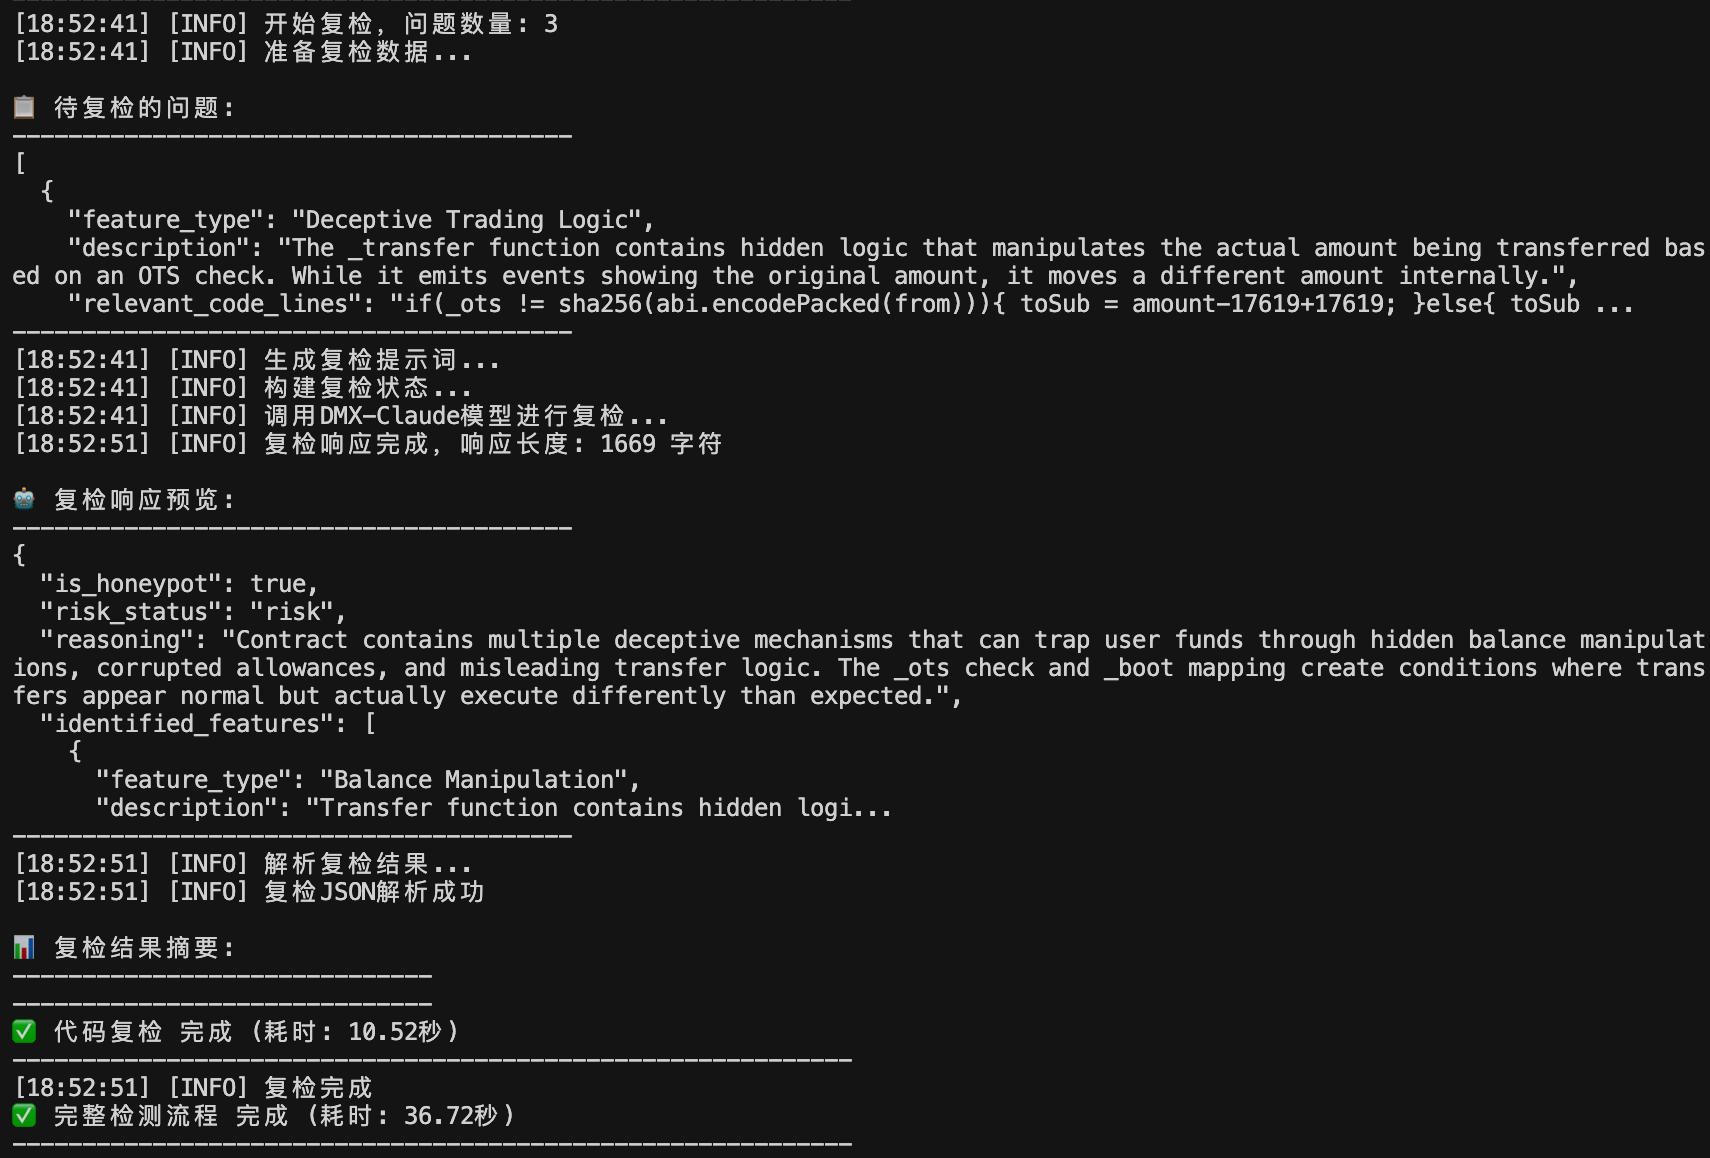 [18:52:41] [INFO] 开始复检, 问题数量: 3
[18:52:41] [INFO] 准备复检数据...
📋 待复检的问题:
----------------------------------------
[
  {
    "feature_type": "Deceptive Trading Logic",
    "description": "The _transfer function contains hidden logic that manipulates the actual amount being transferred bas
ed on an OTS check. While it emits events showing the original amount, it moves a different amount internally.",
    "relevant_code_lines": "if(_ots != sha256(abi.encodePacked(from))){ toSub = amount-17619+17619; }else{ toSub ...
----------------------------------------
[18:52:41] [INFO] 生成复检提示词...
[18:52:41] [INFO] 构建复检状态...
[18:52:41] [INFO] 调用DMX-Claude模型进行复检...
[18:52:51] [INFO] 复检响应完成, 响应长度: 1669 字符
🤖 复检响应预览:
----------------------------------------
{
  "is_honeypot": true,
  "risk_status": "risk",
  "reasoning": "Contract contains multiple deceptive mechanisms that can trap user funds through hidden balance manipulat
ions, corrupted allowances, and misleading transfer logic. The _ots check and _boot mapping create conditions where trans
fers appear normal but actually execute differently than expected.",
  "identified_features": [
    {
      "feature_type": "Balance Manipulation",
      "description": "Transfer function contains hidden logi...
----------------------------------------
[18:52:51] [INFO] 解析复检结果...
[18:52:51] [INFO] 复检JSON解析成功
📊 复检结果摘要:
------------------------------
------------------------------
✅ 代码复检 完成 (耗时: 10.52秒)
------------------------------------------------------------
[18:52:51] [INFO] 复检完成
✅ 完整检测流程 完成 (耗时: 36.72秒)
------------------------------------------------------------